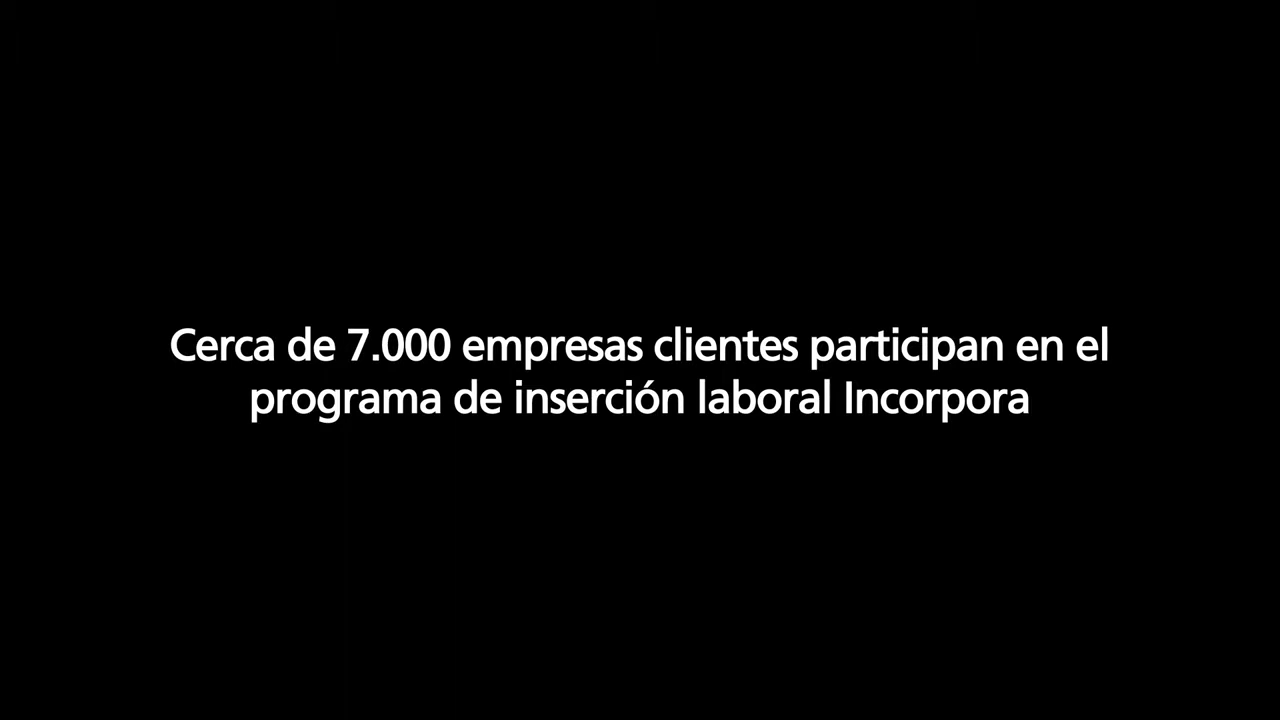 Cerca de 7.000 empresas clientes participan en el
programa de inserción laboral Incorpora